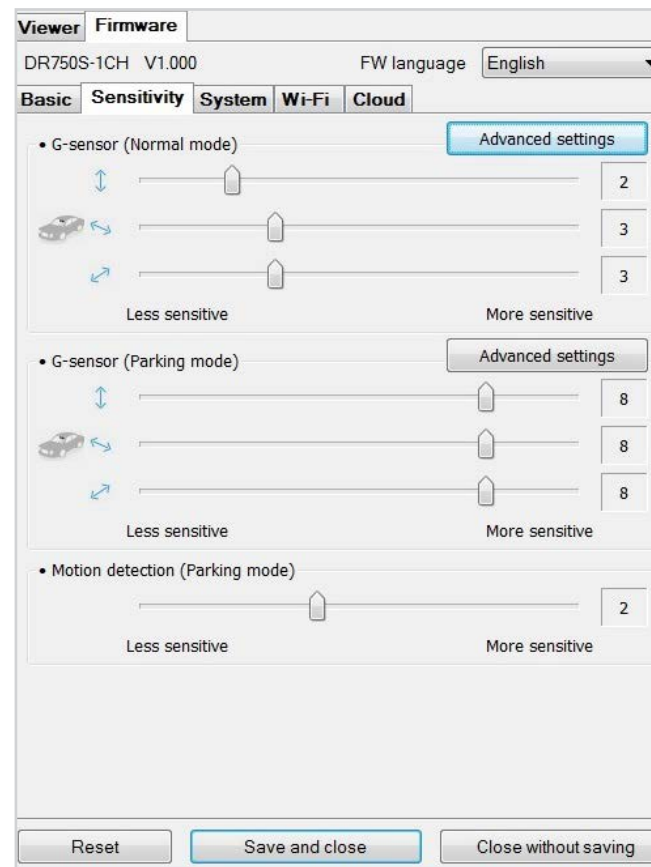 Viewer Firmware
DR750S-1CH V1.000 FW language English
Basic Sensitivity System Wi-Fi Cloud
• G-sensor (Normal mode) Advanced settings
2
3
3
Less sensitive More sensitive
• G-sensor (Parking mode) Advanced settings
8
8
8
Less sensitive More sensitive
• Motion detection (Parking mode)
2
Less sensitive More sensitive
Reset Save and close Close without saving